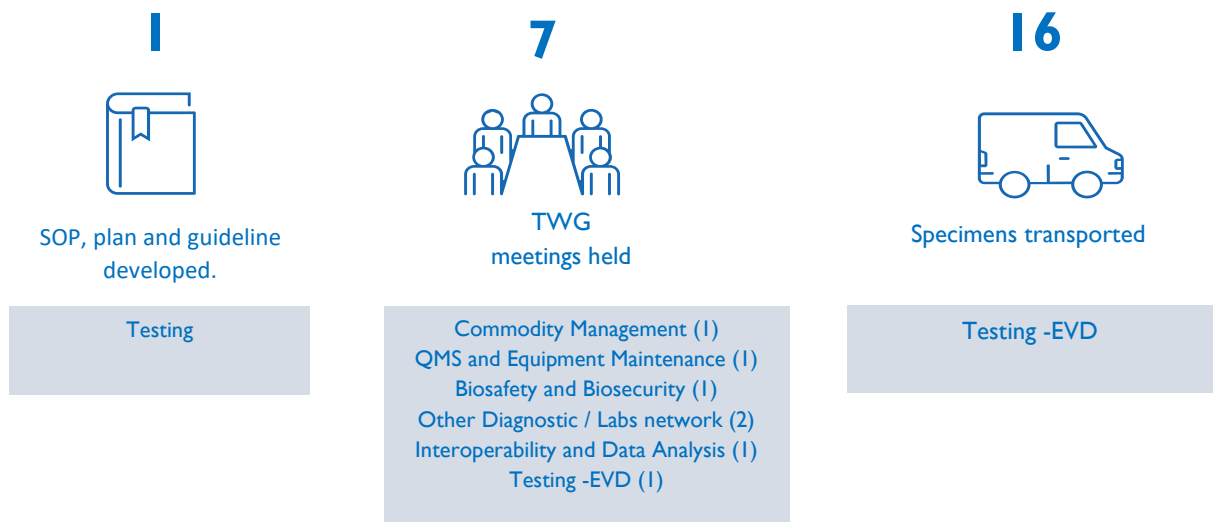 1
SOP, plan and guideline
developed.
Testing
7
TWG
meetings held
Commodity Management (1)
QMS and Equipment Maintenance (1)
Biosafety and Biosecurity (1)
Other Diagnostic / Labs network (2)
Interoperability and Data Analysis (1)
Testing -EVD (1)
16
Specimens transported
Testing -EVD